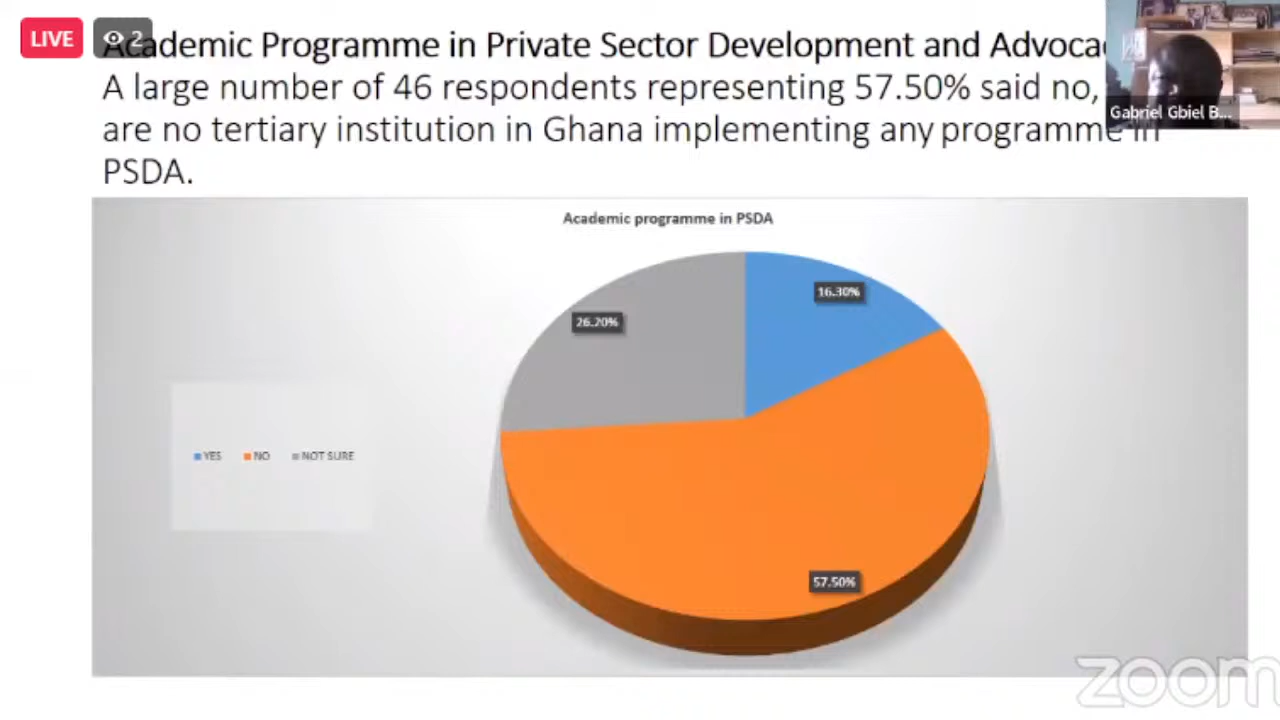 LIVE 2
Academic Programme in Private Sector Development and Advoca
A large number of 46 respondents representing 57.50% said no,
are no tertiary institution in Ghana implementing any programme in
PSDA.
Gabriel Gbiel B...
Academic programme in PSDA
16.30%
26.20%
YES NO NOT SURE
57.50%
zoom